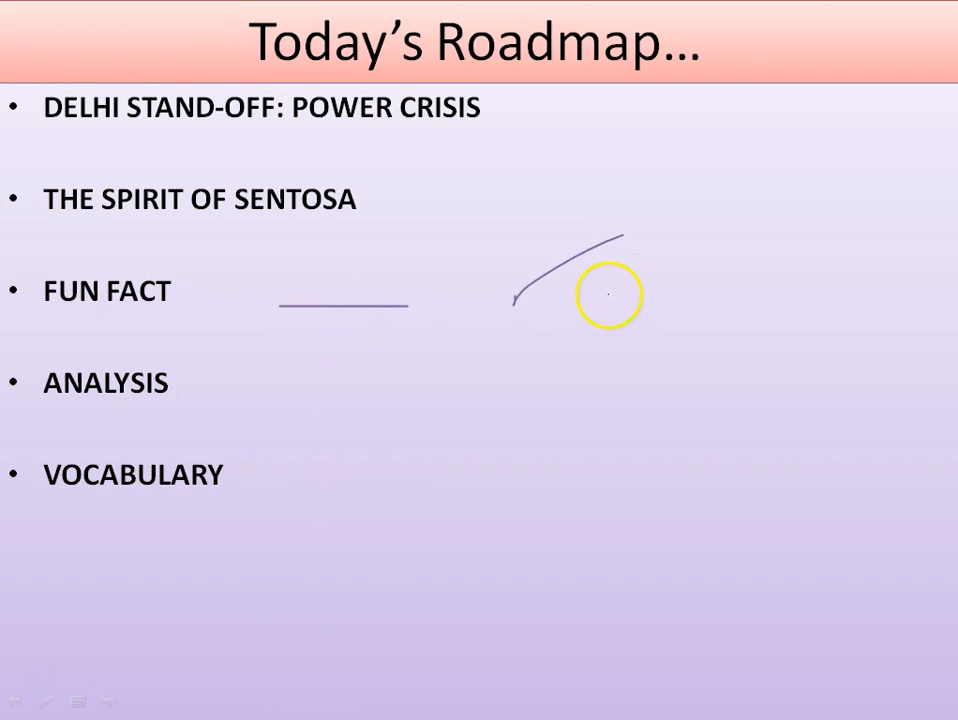 Today's Roadmap...
• DELHI STAND-OFF: POWER CRISIS
• THE SPIRIT OF SENTOSA
• FUN FACT
• ANALYSIS
• VOCABULARY